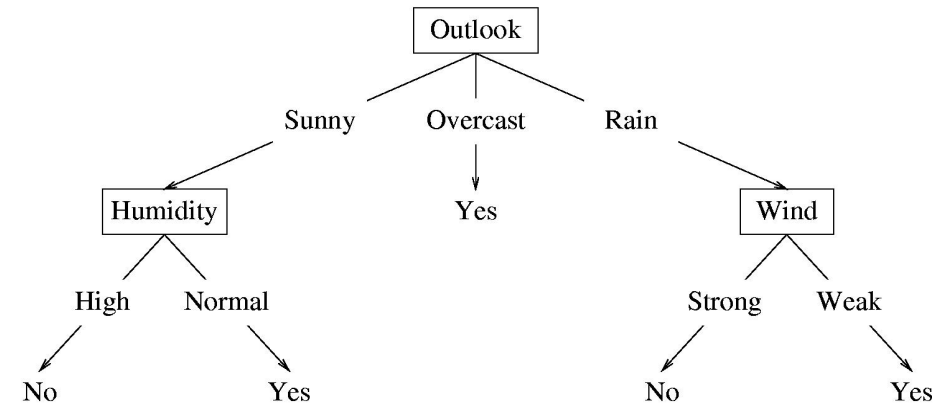 Outlook
Sunny Overcast Rain
Humidity Yes Wind
High Normal Strong Weak
No Yes No Yes